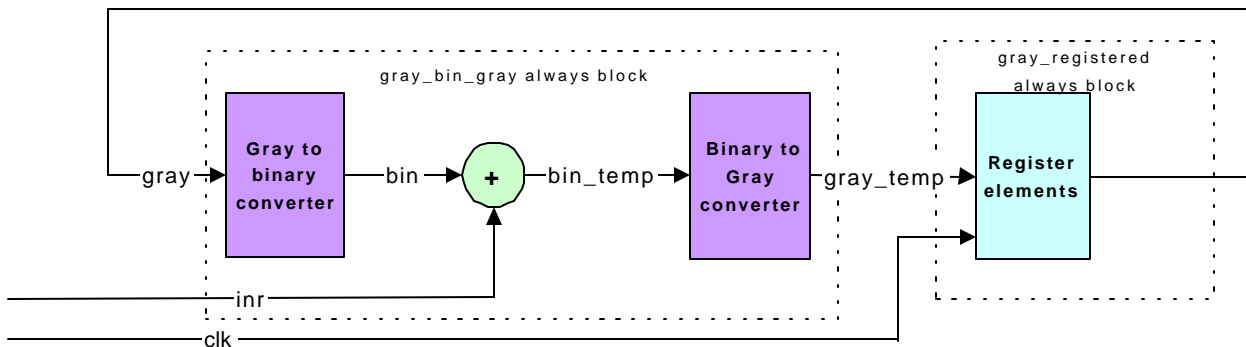 gray_bin_gray always block
gray_registered
always block
Gray to
binary
converter
Binary to
Gray
converter
Register
elements
gray
bin
+
bin_temp
gray_temp
inr
clk